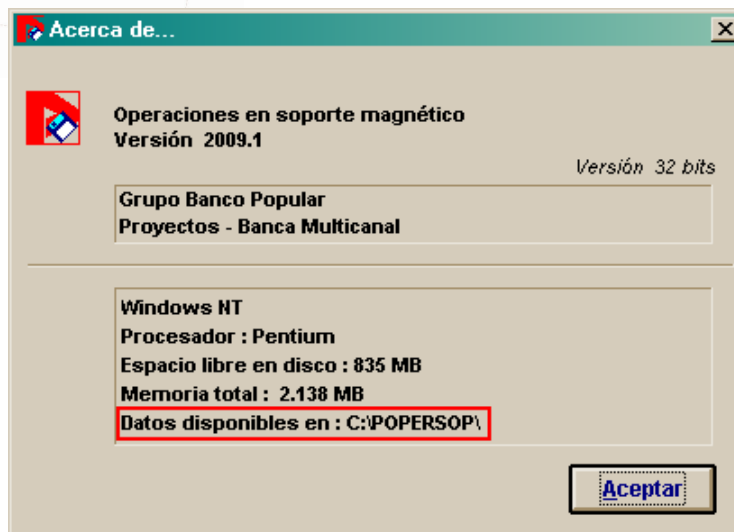 Acerca de...
Operaciones en soporte magnético
Versión 2009.1
Versión 32 bits
Grupo Banco Popular
Proyectos - Banca Multicanal
Windows NT
Procesador : Pentium
Espacio libre en disco : 835 MB
Memoria total : 2.138 MB
Datos disponibles en : C:\POPERSOP\
Aceptar